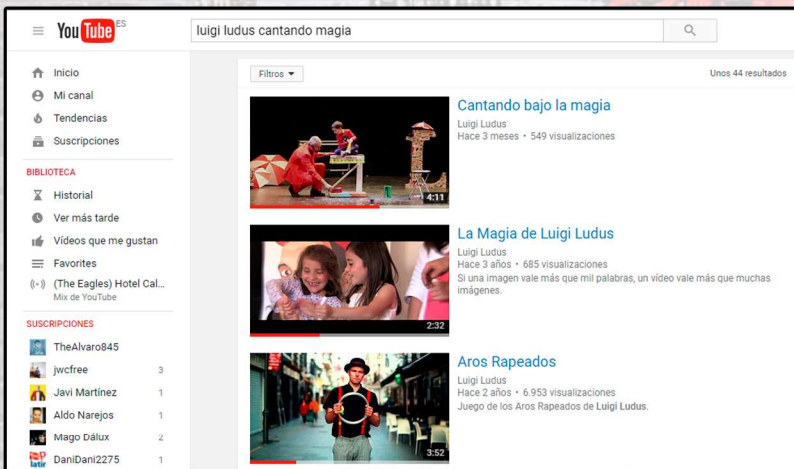 YouTube ES
luigi ludus cantando magia
Inicio
Mi canal
Tendencias
Suscripciones
BIBLIOTECA
Historial
Ver más tarde
Vídeos que me gustan
Favorites
(The Eagles) Hotel Cal...
Mix de YouTube
SUSCRIPCIONES
TheAlvaro845
jwcfree 3
Javi Martínez 1
Aldo Narejos 1
Mago Dálux 2
DaniDani2275 1
Filtros
Unos 44 resultados
4:11
Cantando bajo la magia
Luigi Ludus
Hace 3 meses • 549 visualizaciones
2:32
La Magia de Luigi Ludus
Luigi Ludus
Hace 3 años • 685 visualizaciones
Si una imagen vale más que mil palabras, un vídeo vale más que muchas
imágenes.
3:52
Aros Rapeados
Luigi Ludus
Hace 2 años • 6.953 visualizaciones
Juego de los Aros Rapeados de Luigi Ludus.